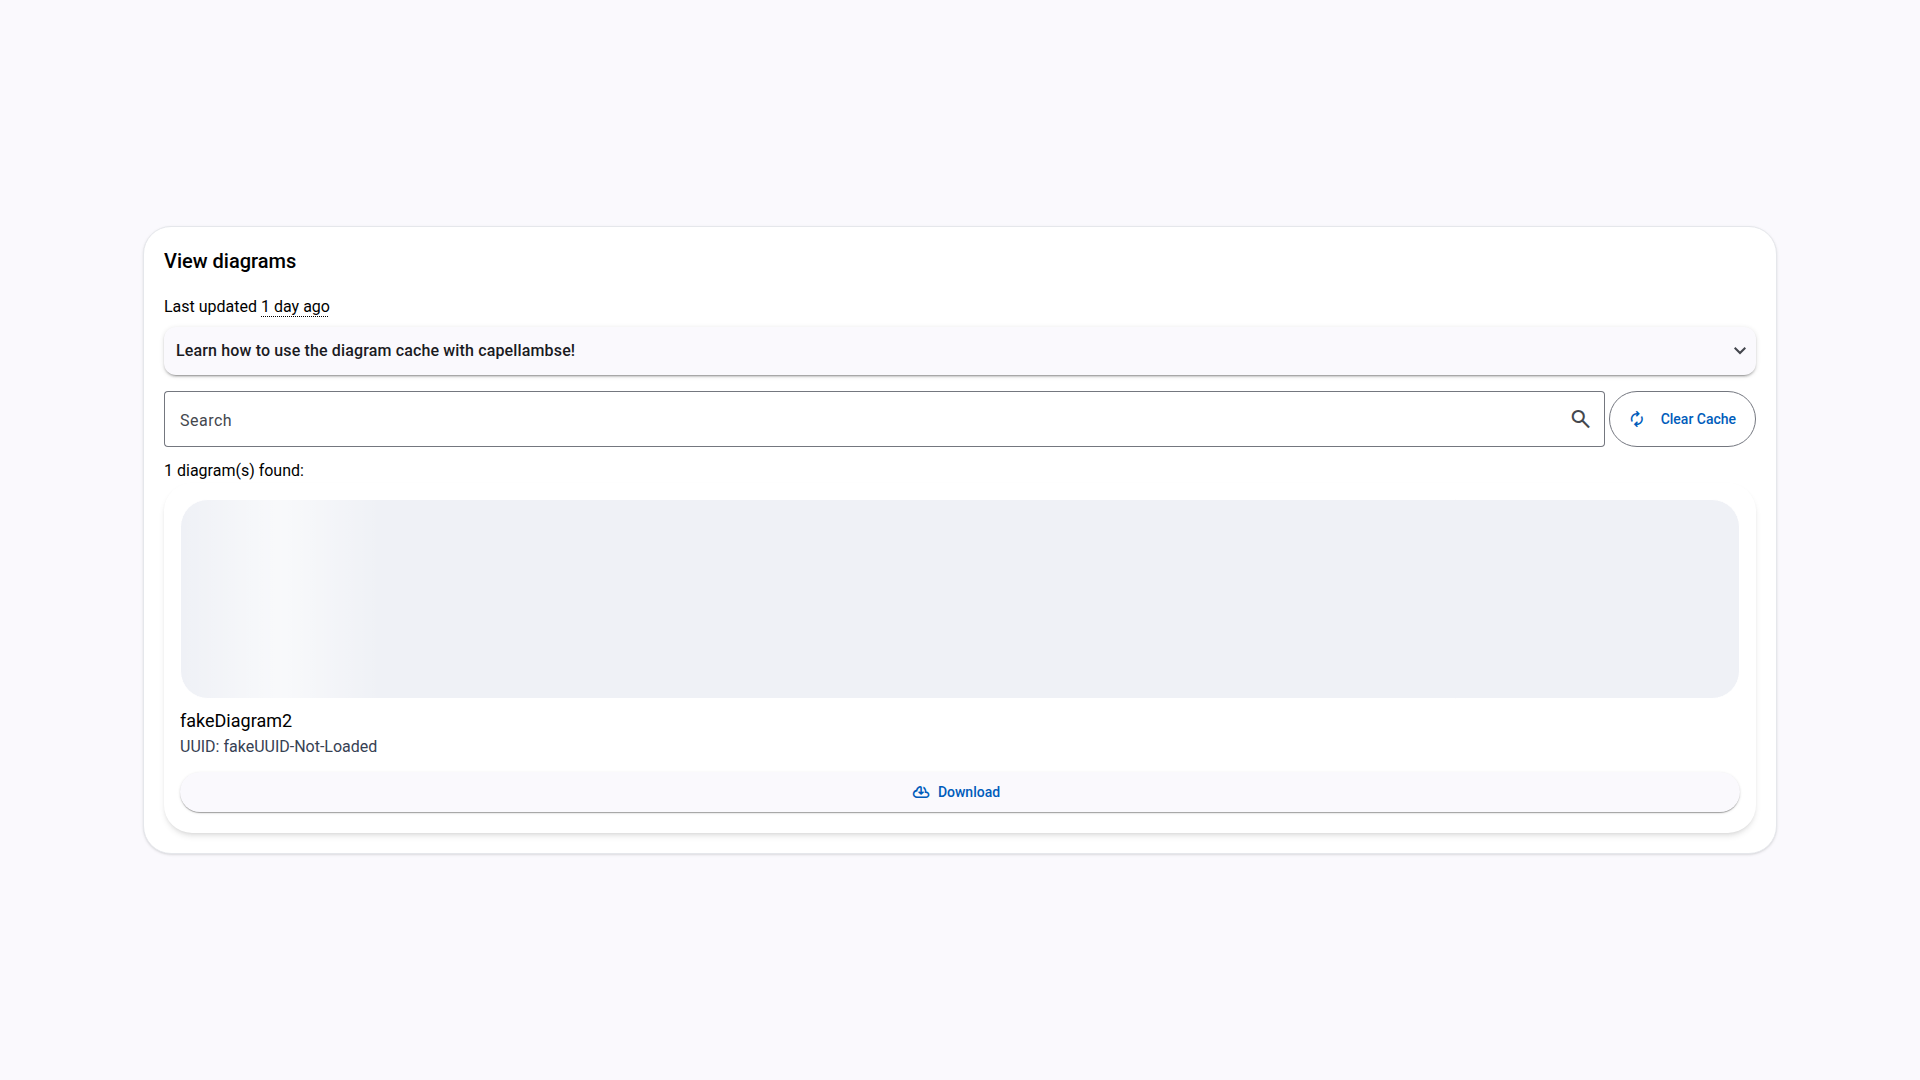 View diagrams
Last updated 1 day ago
Learn how to use the diagram cache with capellambse!
Search
Clear Cache
1 diagram(s) found:
fakeDiagram2
UUID: fakeUUID-Not-Loaded
Download